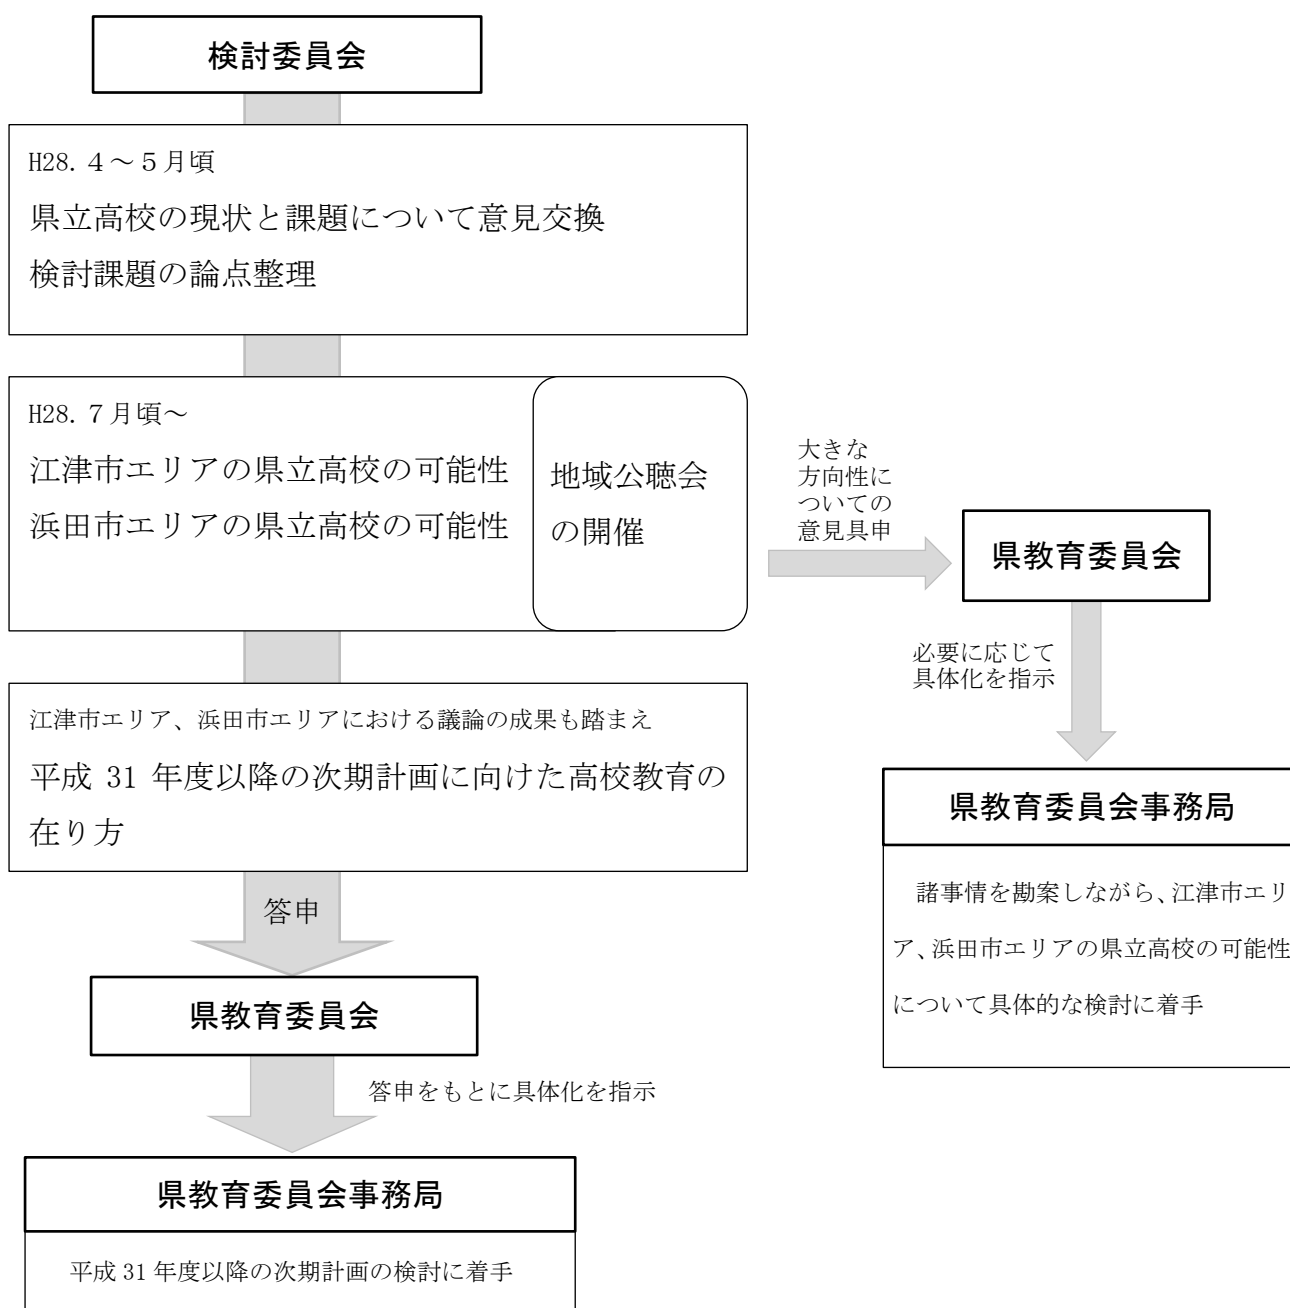 検討委員会
H28.４～５月頃
県立高校の現状と課題について意見交換
検討課題の論点整理
H28.７月頃～
江津市エリアの県立高校の可能性
浜田市エリアの県立高校の可能性
地域公聴会
の開催
大きな
方向性に
ついての
意見具申
県教育委員会
必要に応じて
具体化を指示
県教育委員会事務局
諸事情を勘案しながら、江津市エリ
ア、浜田市エリアの県立高校の可能性
について具体的な検討に着手
江津市エリア、浜田市エリアにおける議論の成果も踏まえ
平成 31 年度以降の次期計画に向けた高校教育の
在り方
答申
県教育委員会
答申をもとに具体化を指示
県教育委員会事務局
平成 31 年度以降の次期計画の検討に着手